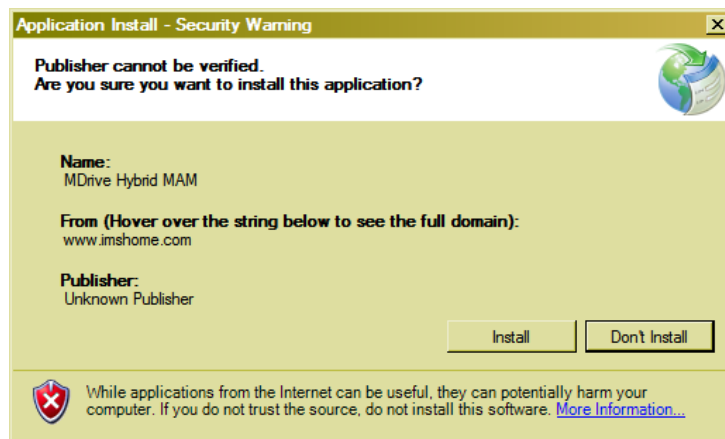 Application Install - Security Warning
Publisher cannot be verified.
Are you sure you want to install this application?
Name:
MDrive Hybrid MAM
From (Hover over the string below to see the full domain):
www.imshome.com
Publisher:
Unknown Publisher
Install
Don't Install
While applications from the Internet can be useful, they can potentially harm your
computer. If you do not trust the source, do not install this software. More Information...